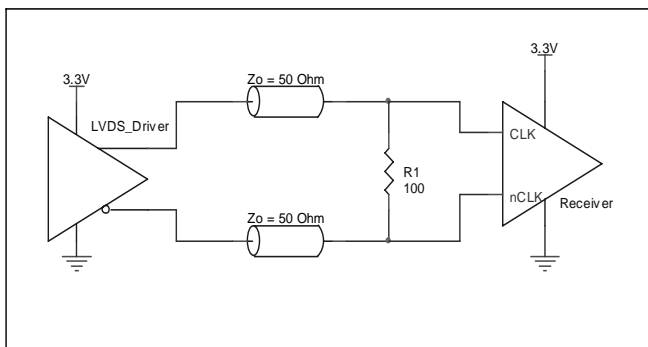 3.3V
3.3V
Zo = 50 Ohm
LVDS_Driver
CLK
R1
100
nCLK
Receiver
Zo = 50 Ohm